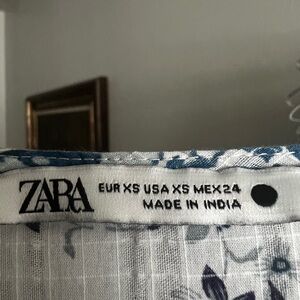 ZARA
EUR XS USA XS MEX 24
MADE IN INDIA